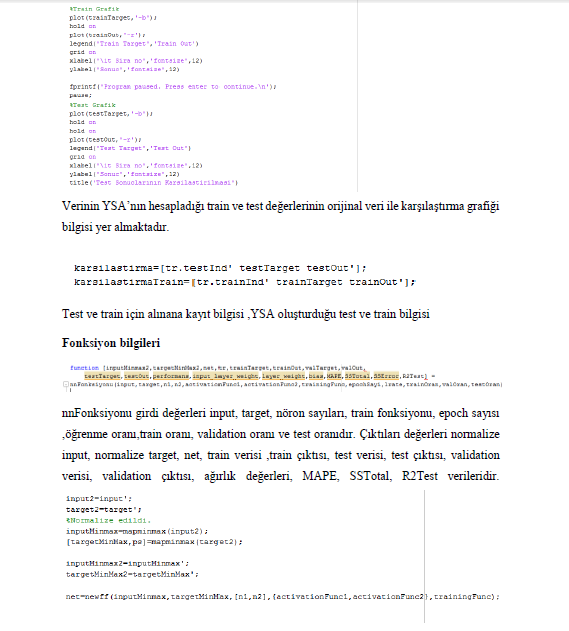 %Train Grafik
plot(trainTarget,'-b');
hold on
plot(trainOut,'-r');
legend('Train Target','Train Out')
grid on
xlabel('\it Sira no','fontsize',12)
ylabel('Sonuc','fontsize',12)
fprintf('Program paused. Press enter to continue.\n');
pause;
%Test Grafik
plot(testTarget,'-b');
hold on
hold on
plot(testOut,'-r');
legend('Test Target','Test Out')
grid on
xlabel('\it Sira no','fontsize',12)
ylabel('Sonuc','fontsize',12)
title('Test Sonuclarinin Karsilastirilmasi')
Verinin YSA'nın hesapladığı train ve test değerlerinin orijinal veri ile karşılaştırma grafiği
bilgisi yer almaktadır.
karsilastirma=[tr.testInd' testTarget testOut'];
karsilastirmaTrain=[tr.trainInd' trainTarget trainOut'];
Test ve train için alınana kayıt bilgisi ,YSA oluşturduğu test ve train bilgisi
Fonksiyon bilgileri
function [inputMinmax2,targetMinMax2,net,tr,trainTarget,trainOut,valTarget,valOut,
testTarget,testOut,performans,input_layer_weight,layer_weight,bias,MAPE,SSTotal,SSError,R2Test] =
nnFonksiyonu(input,target,n1,n2,activationFunc1,activationFunc2,trainingFunc,epochSayi,lrate,trainOran,valOran,testOran)
nnFonksiyonu girdi değerleri input, target, nöron sayıları, train fonksiyonu, epoch sayısı
,öğrenme oranı,train oranı, validation oranı ve test oranıdır. Çıktıları değerleri normalize
input, normalize target, net, train verisi ,train çıktısı, test verisi, test çıktısı, validation
verisi, validation çıktısı, ağırlık değerleri, MAPE, SSTotal, R2Test verileridir.
input2=input';
target2=target';
%Normalize edildi.
inputMinmax=mapminmax(input2);
[targetMinMax,ps]=mapminmax(target2);
inputMinmax2=inputMinmax';
targetMinMax2=targetMinMax';
net=newff(inputMinmax,targetMinMax,[n1,n2],{activationFunc1,activationFunc2},trainingFunc);